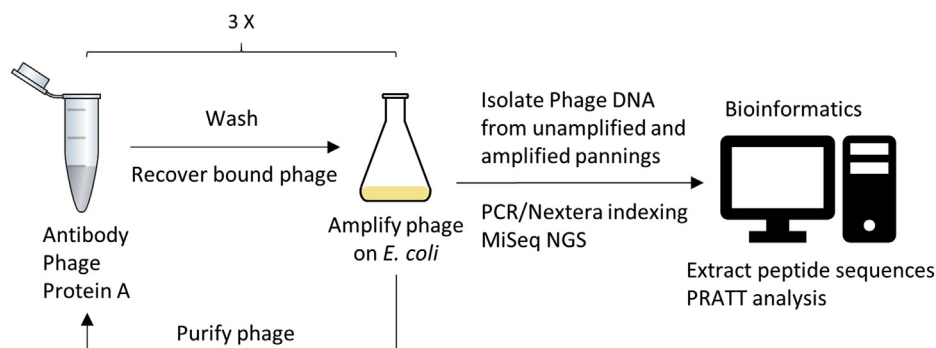 3 X
Wash
Recover bound phage
Antibody
Phage
Protein A
Amplify phage
on E. coli
Purify phage
Isolate Phage DNA
from unamplified and
amplified pannings
PCR/Nextera indexing
MiSeq NGS
Bioinformatics
Extract peptide sequences
PRATT analysis